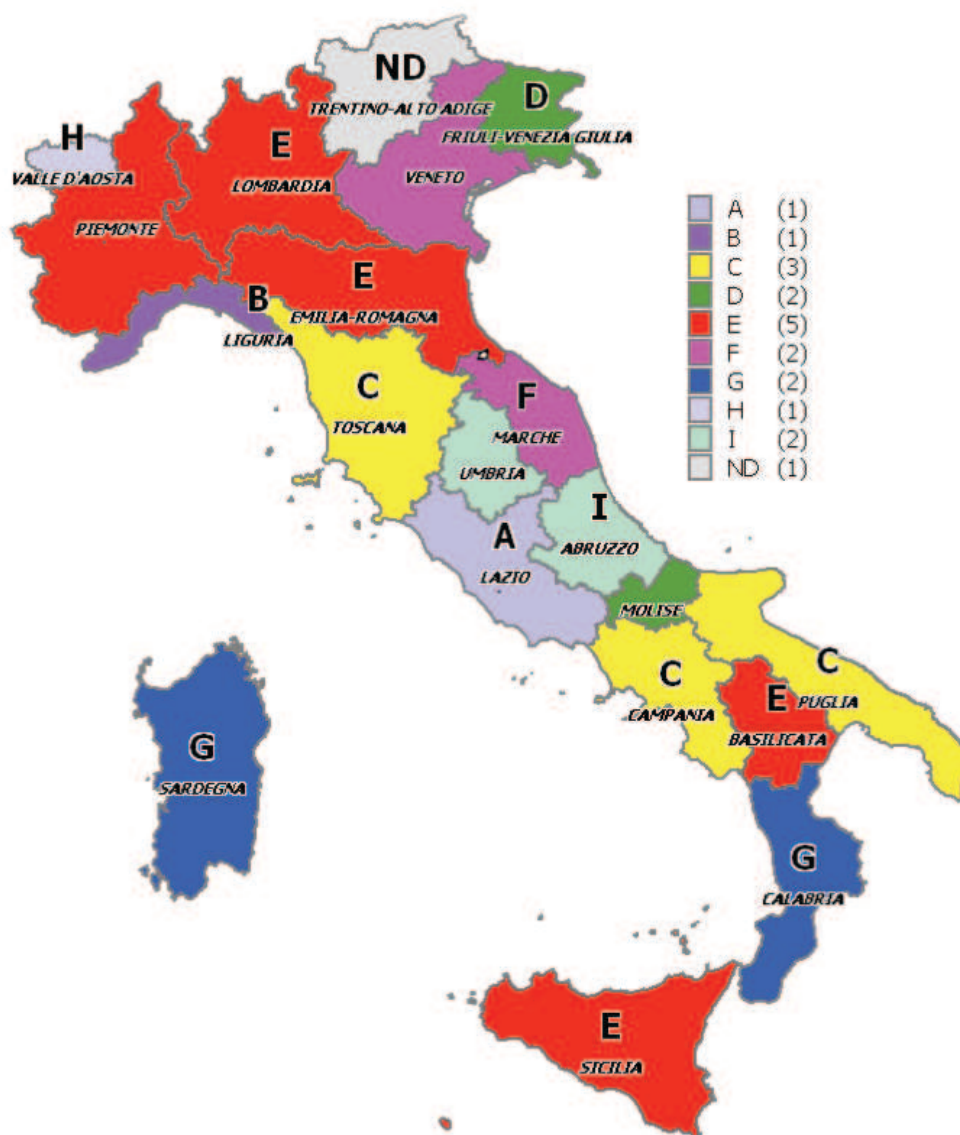 ND
TRENTINO-ALTO ADIGE
D
FRIULI-VENEZIA GIULIA
H
VALLE D'AOSTA
E
LOMBARDIA
VENETO
PIEMONTE
E
EMILIA-ROMAGNA
B
LIGURIA
C
TOSCANA
F
MARCHE
UMBRIA
I
ABRUZZO
A
LAZIO
MOLISE
C
CAMPANIA
C
PUGLIA
E
BASILICATA
G
SARDEGNA
G
CALABRIA
E
SICILIA
A (1)
B (1)
C (3)
D (2)
E (5)
F (2)
G (2)
H (1)
I (2)
ND (1)